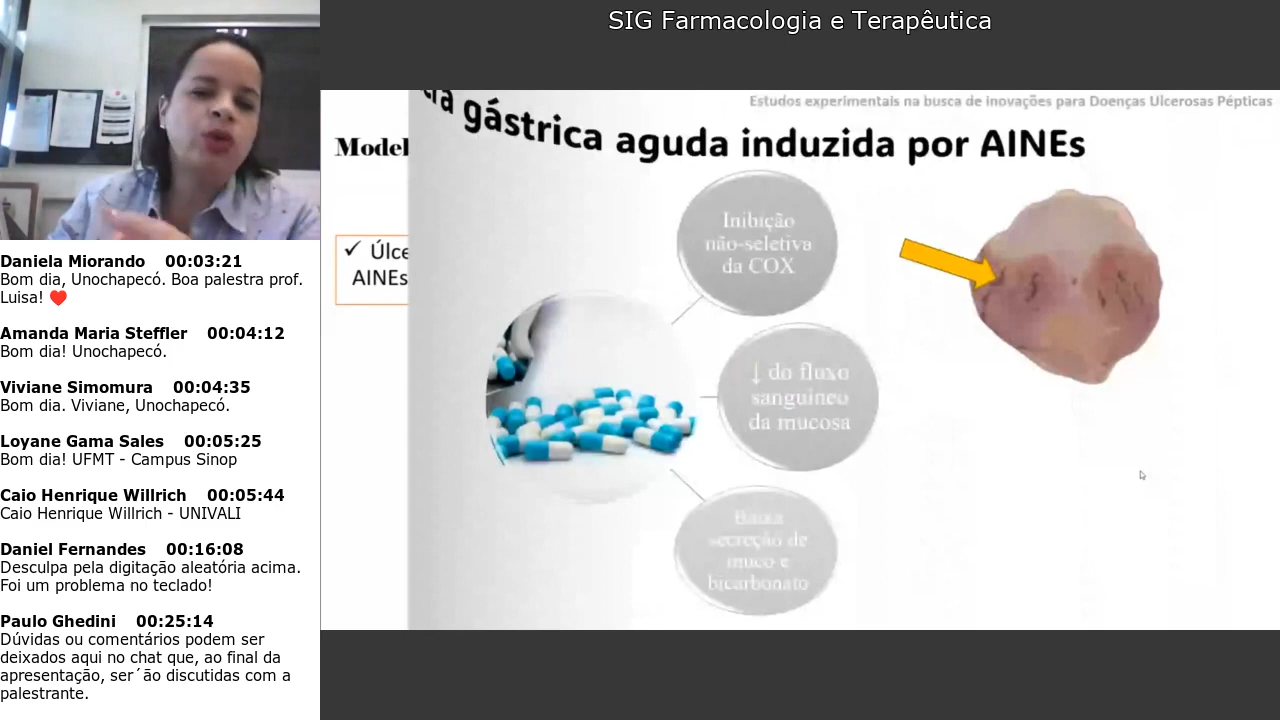 SIG Farmacologia e Terapêutica
Estudos experimentais na busca de inovações para Doenças Ulcerosas Pépticas
gástrica aguda induzida por AINEs
Model
✓ Úlce
AINEs
Inibição
não-seletiva
da COX
↓ do fluxo
sanguíneo
da mucosa
Baixa
secreção de
muco e
bicarbonato
Daniela Miorando 00:03:21
Bom dia, Unochapecó. Boa palestra prof.
Luisa! ❤️
Amanda Maria Steffler 00:04:12
Bom dia! Unochapecó.
Viviane Simomura 00:04:35
Bom dia. Viviane, Unochapecó.
Loyane Gama Sales 00:05:25
Bom dia! UFMT - Campus Sinop
Caio Henrique Willrich 00:05:44
Caio Henrique Willrich - UNIVALI
Daniel Fernandes 00:16:08
Desculpa pela digitação aleatória acima.
Foi um problema no teclado!
Paulo Ghedini 00:25:14
Dúvidas ou comentários podem ser
deixados aqui no chat que, ao final da
apresentação, ser´ão discutidas com a
palestrante.